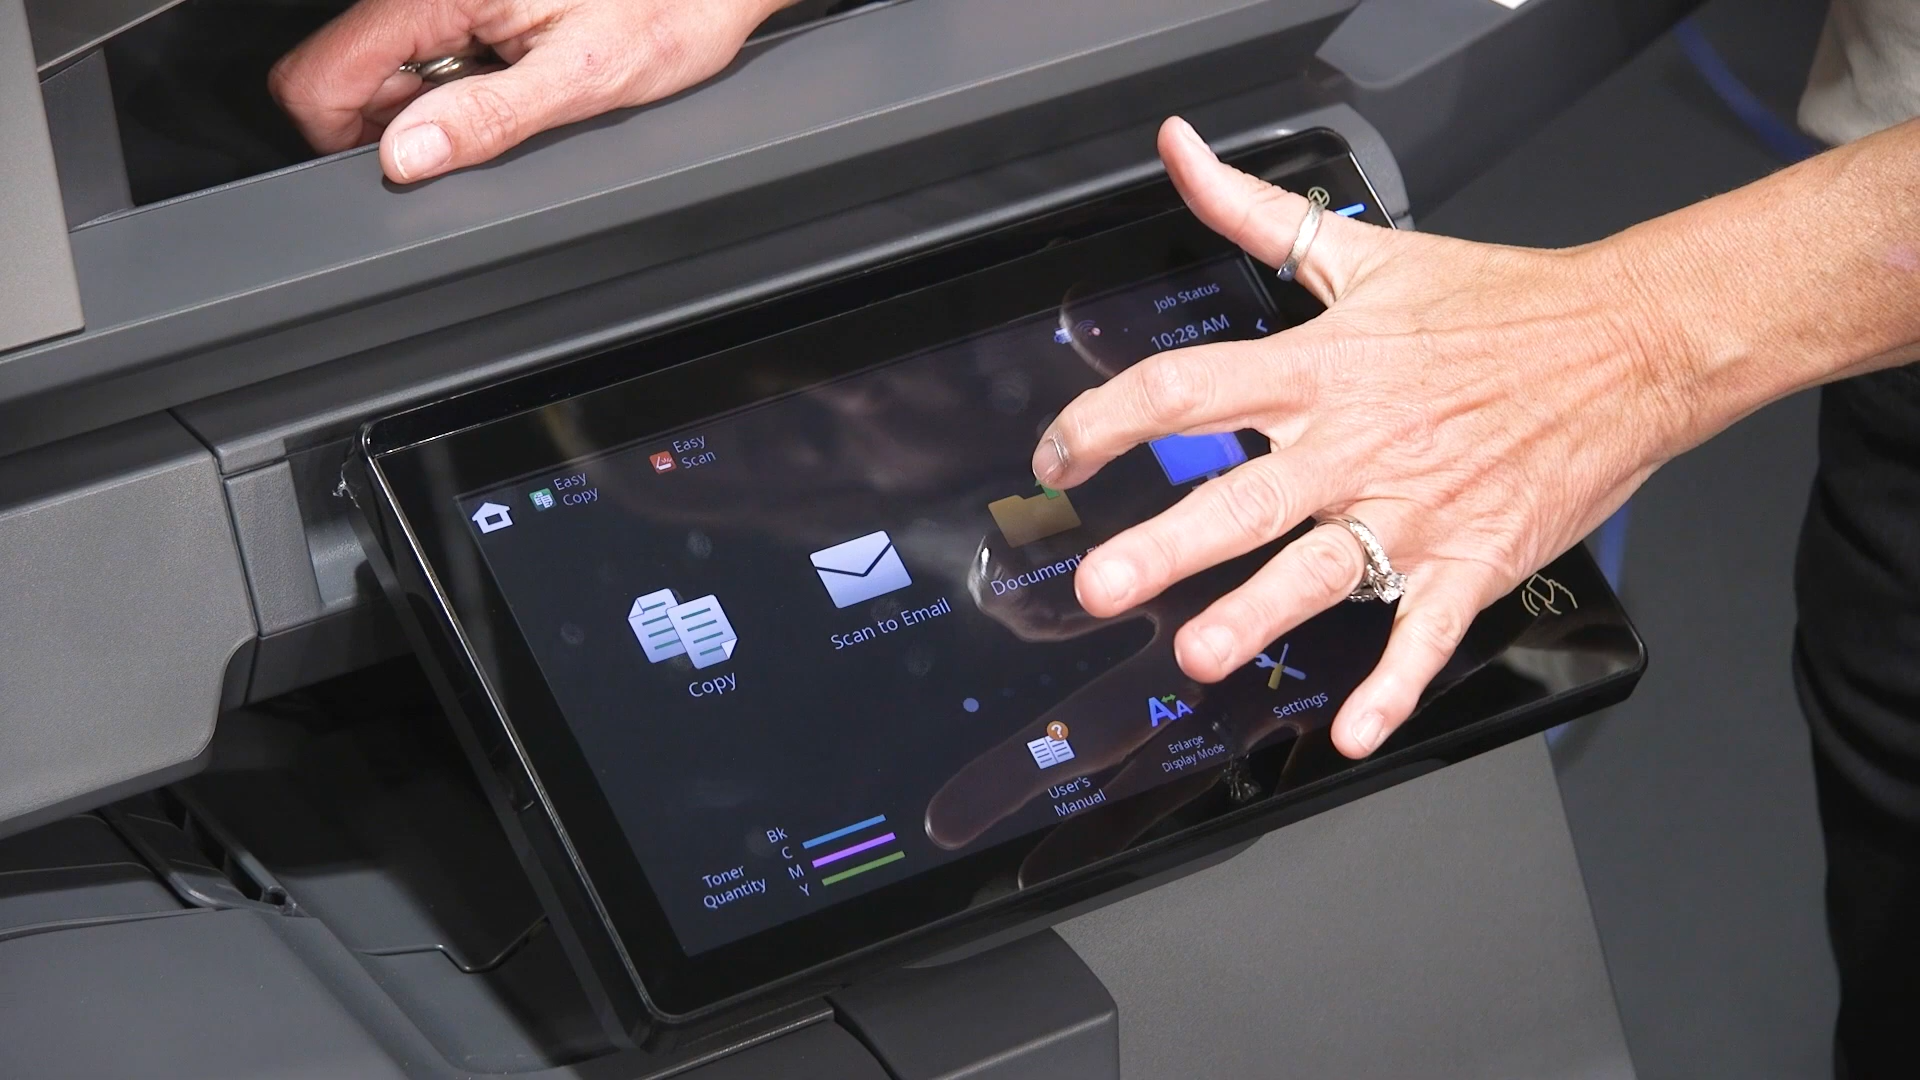 Job Status
10:28 AM
Easy
Copy
Easy
Scan
Copy
Scan to Email
Document
User's
Manual
Enlarge
Display Mode
Settings
Toner
Quantity
Bk
C
M
Y